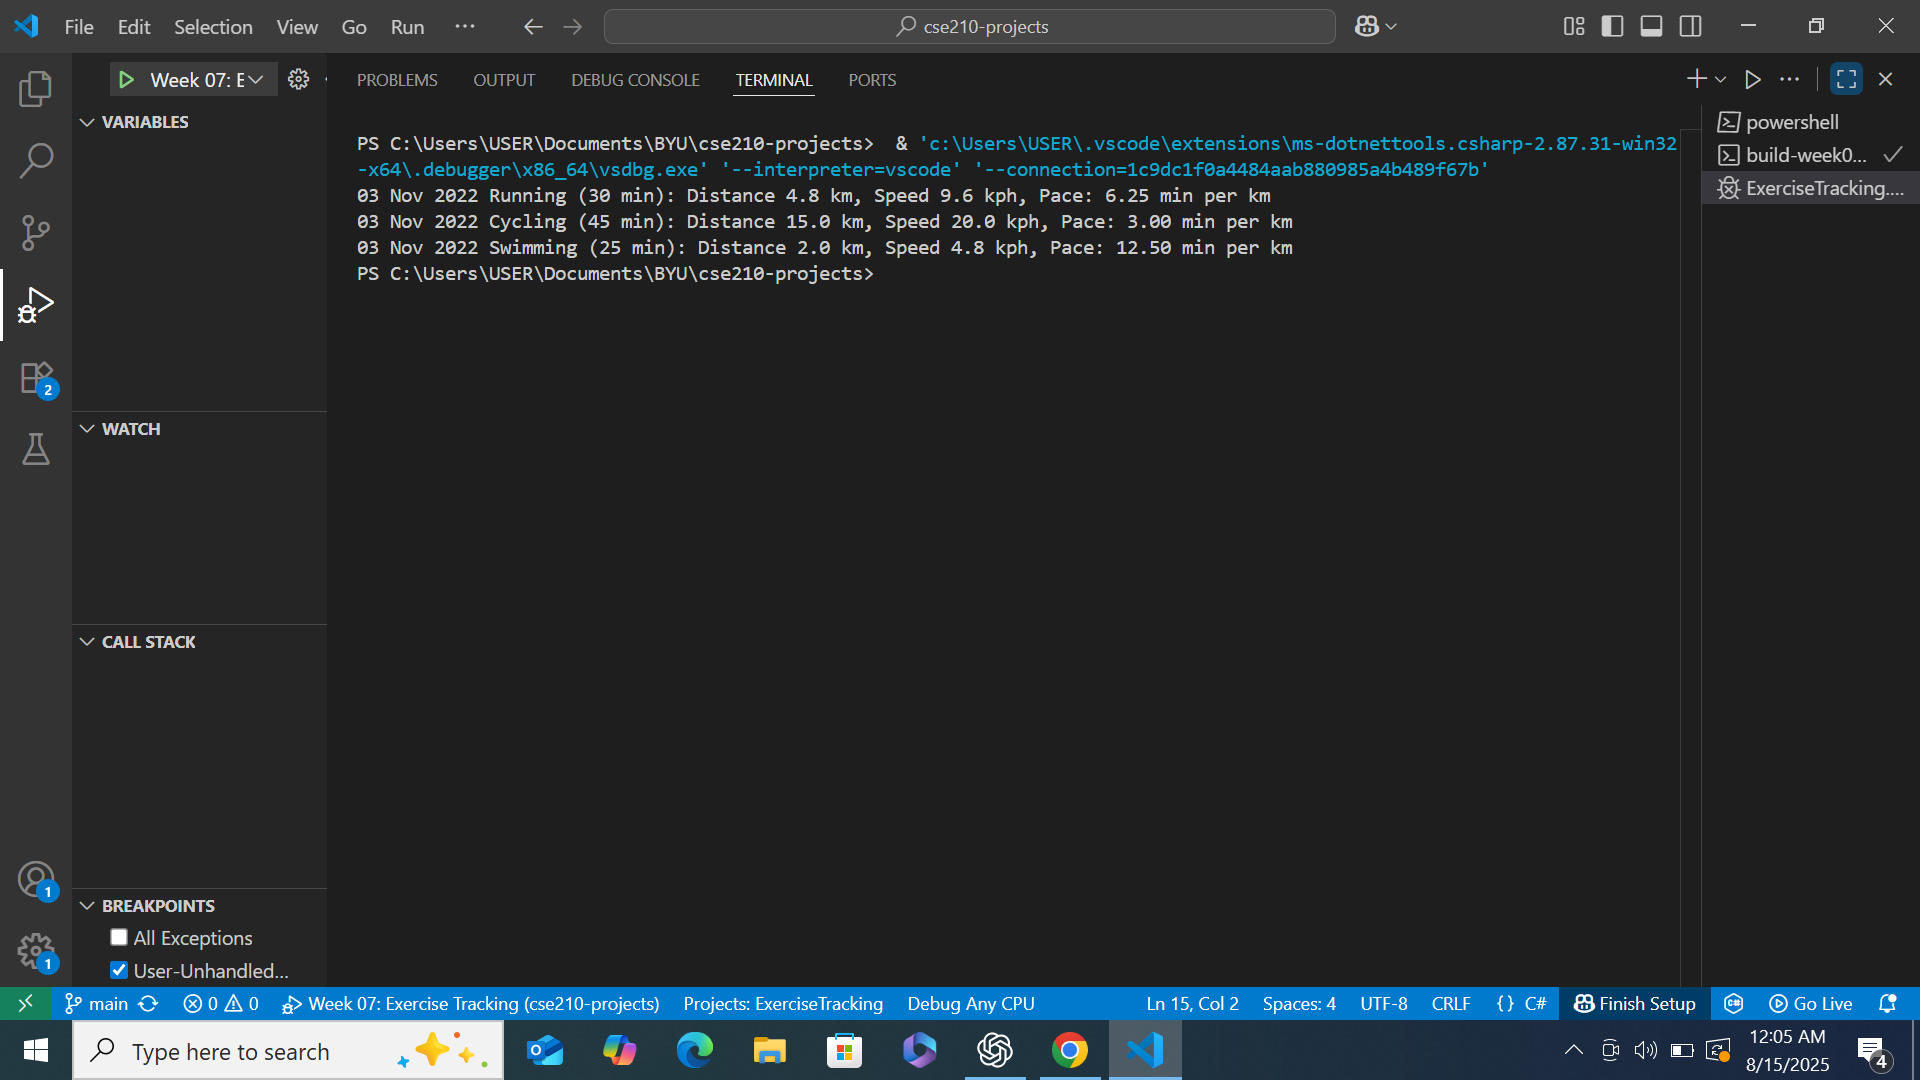 File Edit Selection View Go Run ··· cse210-projects
Week 07: E
PROBLEMS OUTPUT DEBUG CONSOLE TERMINAL PORTS
VARIABLES
WATCH
CALL STACK
BREAKPOINTS
All Exceptions
User-Unhandled...
PS C:\Users\USER\Documents\BYU\cse210-projects>  & 'c:\Users\USER\.vscode\extensions\ms-dotnettools.csharp-2.87.31-win32
-x64\.debugger\x86_64\vsdbg.exe' '--interpreter=vscode' '--connection=1c9dc1f0a4484aab880985a4b489f67b'
03 Nov 2022 Running (30 min): Distance 4.8 km, Speed 9.6 kph, Pace: 6.25 min per km
03 Nov 2022 Cycling (45 min): Distance 15.0 km, Speed 20.0 kph, Pace: 3.00 min per km
03 Nov 2022 Swimming (25 min): Distance 2.0 km, Speed 4.8 kph, Pace: 12.50 min per km
PS C:\Users\USER\Documents\BYU\cse210-projects>
powershell
build-week0...
ExerciseTracking....
2
1
1
main 0 0 Week 07: Exercise Tracking (cse210-projects) Projects: ExerciseTracking Debug Any CPU Ln 15, Col 2 Spaces: 4 UTF-8 CRLF {} C# Finish Setup Go Live
Type here to search
12:05 AM
8/15/2025
4